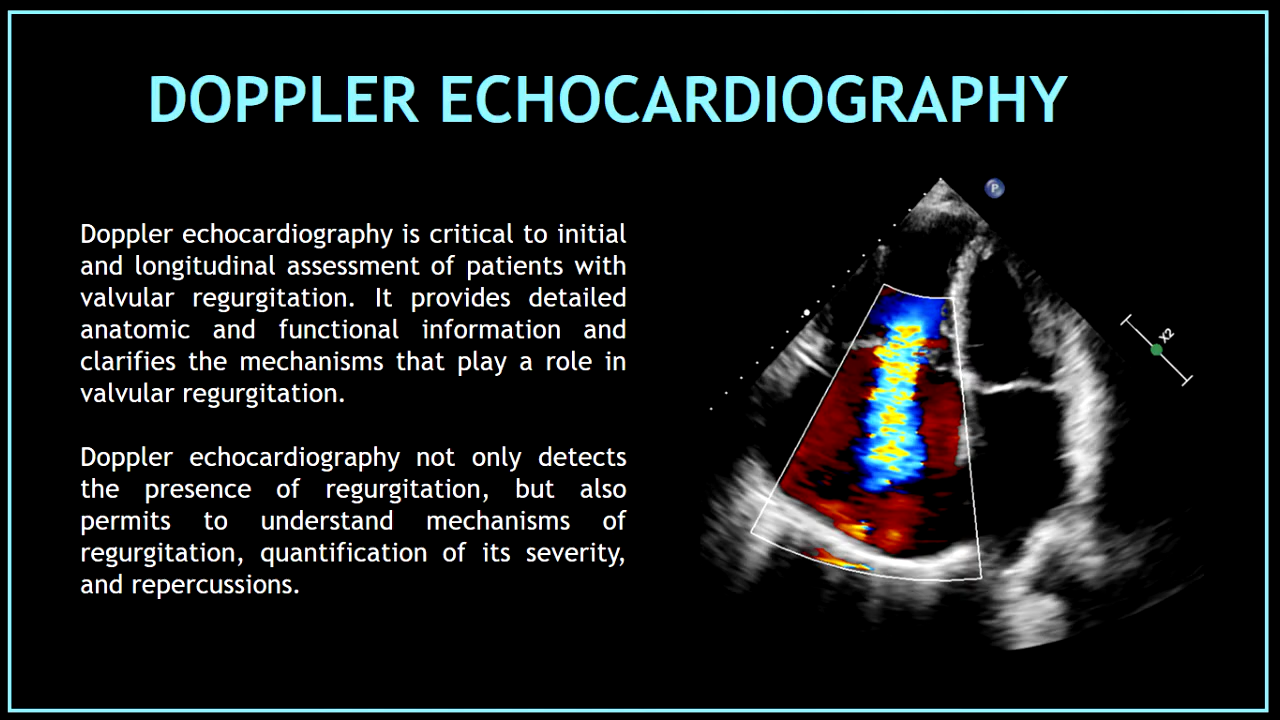 DOPPLER ECHOCARDIOGRAPHY
P
Doppler echocardiography is critical to initial
and longitudinal assessment of patients with
valvular regurgitation. It provides detailed
anatomic and functional information and
clarifies the mechanisms that play a role in
valvular regurgitation.
X2
Doppler echocardiography not only detects
the presence of regurgitation, but also
permits to understand mechanisms of
regurgitation, quantification of its severity,
and repercussions.